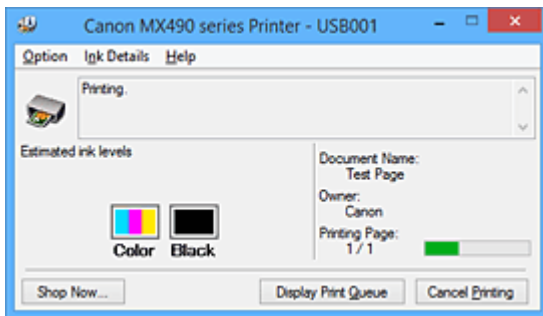 Canon MX490 series Printer - USB001
Option Ink Details Help
Printing.
Estimated ink levels
Color Black
Document Name:
Test Page
Owner:
Canon
Printing Page:
1 / 1
Shop Now... Display Print Queue Cancel Printing